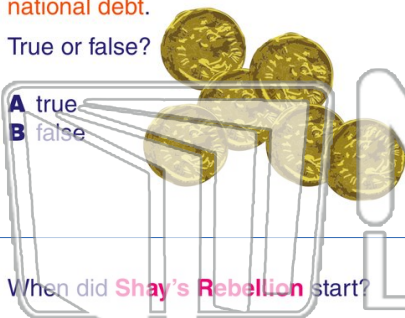 national debt.
True or false?
A true
B false
When did Shay's Rebellion start?